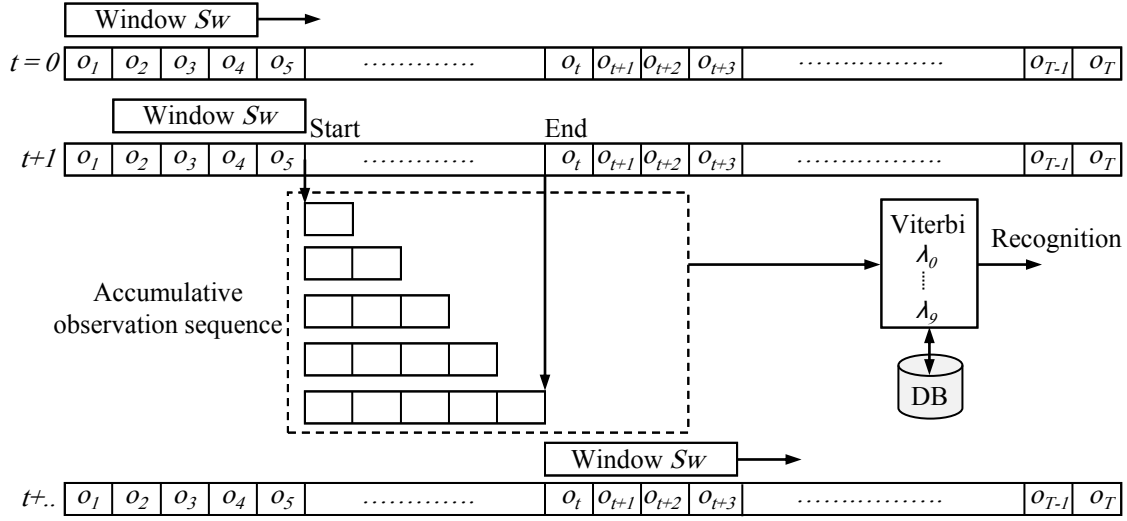 Window Sw
t = 0 o1 o2 o3 o4 o5 ............. ot ot+1 ot+2 ot+3 .................. oT-1 oT
Window Sw
Start End
t+1 o1 o2 o3 o4 o5 ............. ot ot+1 ot+2 ot+3 .................. oT-1 oT
Accumulative
observation sequence
Viterbi
λ0
......
λ9
Recognition
DB
Window Sw
t+.. o1 o2 o3 o4 o5 ............. ot ot+1 ot+2 ot+3 .................. oT-1 oT